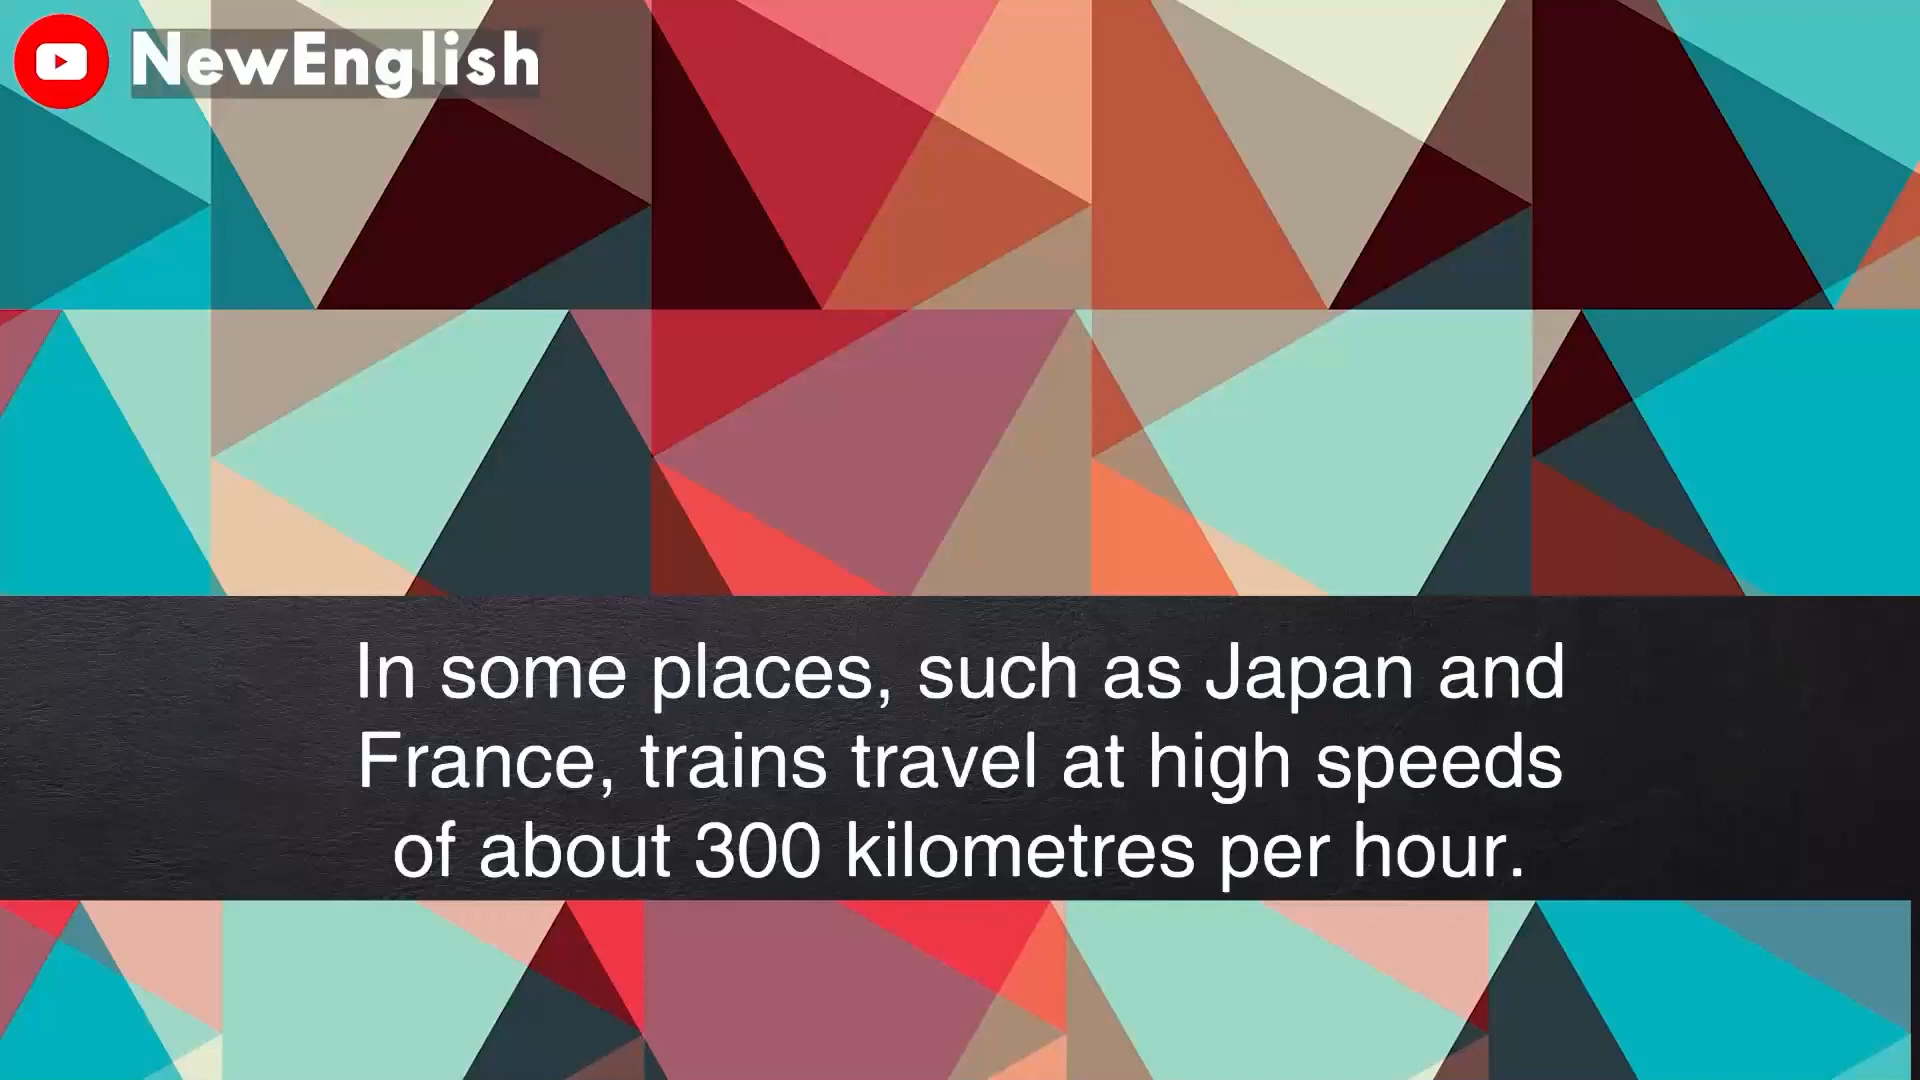 NewEnglish
In some places, such as Japan and
France, trains travel at high speeds
of about 300 kilometres per hour.